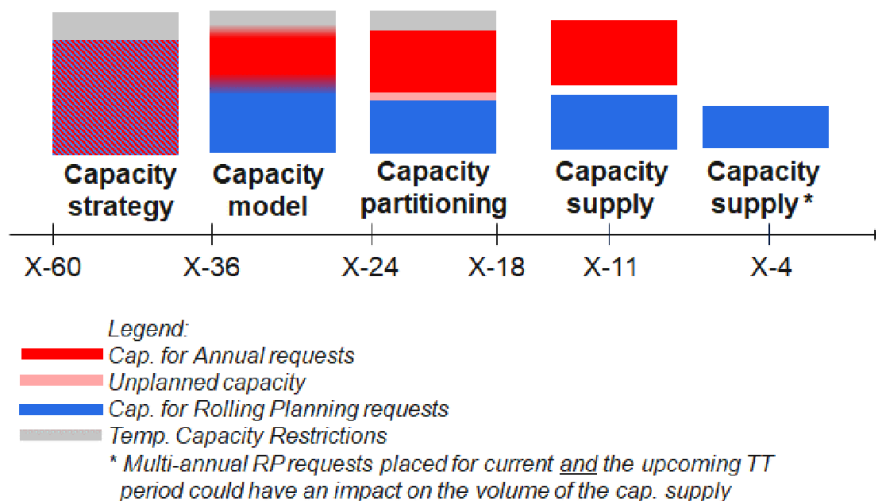 Capacity strategy
Capacity model
Capacity partitioning
Capacity supply
Capacity supply *
X-60
X-36
X-24
X-18
X-11
X-4
Legend:
Cap. for Annual requests
Unplanned capacity
Cap. for Rolling Planning requests
Temp. Capacity Restrictions
* Multi-annual RP requests placed for current and the upcoming TT
period could have an impact on the volume of the cap. supply